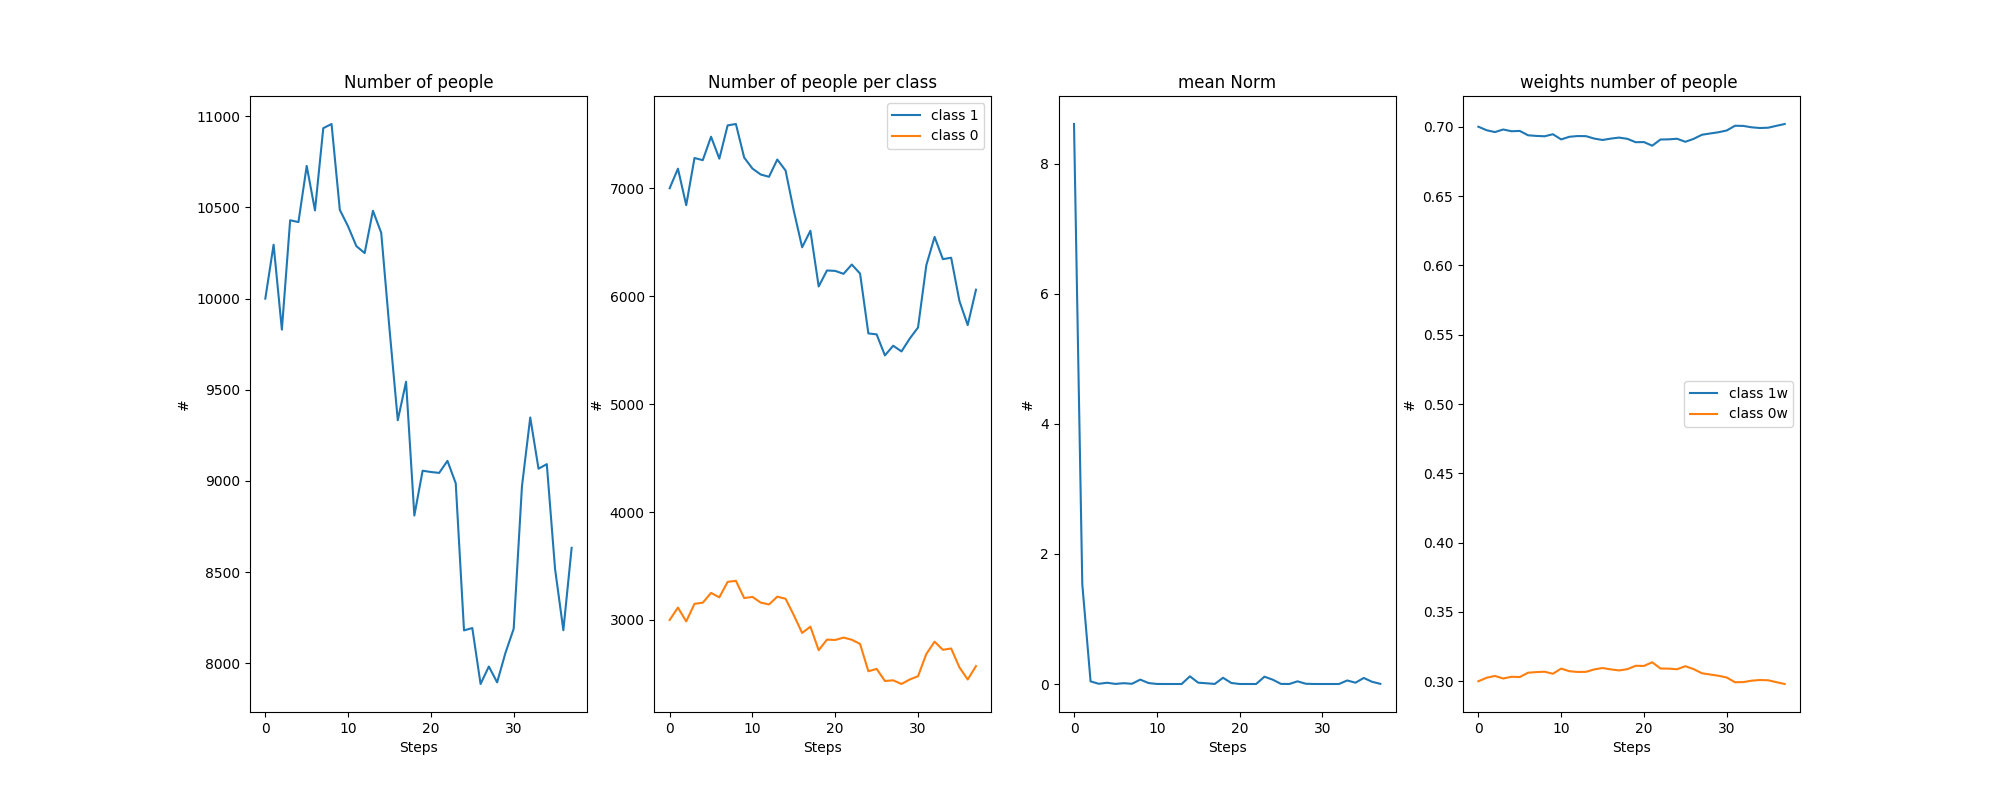 Number of people
11000
10500
10000
9500
9000
8500
8000
#
0 10 20 30
Steps
Number of people per class
class 1
class 0
7000
6000
5000
4000
3000
#
0 10 20 30
Steps
mean Norm
8
6
4
2
0
#
0 10 20 30
Steps
weights number of people
0.70
0.65
0.60
0.55
0.50
0.45
0.40
0.35
0.30
#
class 1w
class 0w
0 10 20 30
Steps